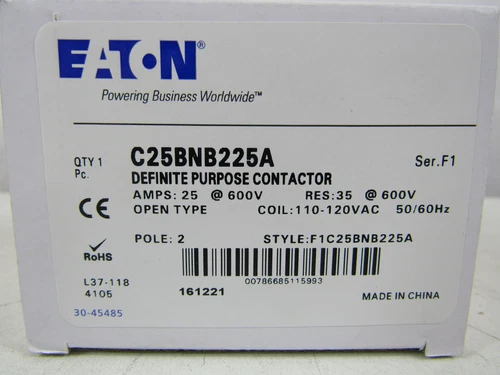 EATON®
Powering Business Worldwide™
QTY 1 Pc.
C25BNB225A
Ser.F1
DEFINITE PURPOSE CONTACTOR
AMPS: 25 @ 600V RES: 35 @ 600V
OPEN TYPE COIL:110-120VAC 50/60Hz
CE
POLE: 2 STYLE:F1C25BNB225A
RoHS
00786685115993
L37-118
4105
161221
MADE IN CHINA
30-45485